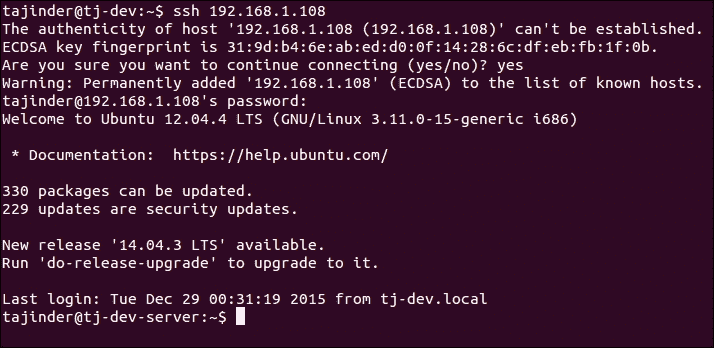 tajinder@tj-dev:~$ ssh 192.168.1.108
The authenticity of host '192.168.1.108 (192.168.1.108)' can't be established.
ECDSA key fingerprint is 31:9d:b4:6e:ab:ed:d0:0f:14:28:6c:df:eb:fb:1f:0b.
Are you sure you want to continue connecting (yes/no)? yes
Warning: Permanently added '192.168.1.108' (ECDSA) to the list of known hosts.
tajinder@192.168.1.108's password:
Welcome to Ubuntu 12.04.4 LTS (GNU/Linux 3.11.0-15-generic i686)
* Documentation:  https://help.ubuntu.com/
330 packages can be updated.
229 updates are security updates.
New release '14.04.3 LTS' available.
Run 'do-release-upgrade' to upgrade to it.
Last login: Tue Dec 29 00:31:19 2015 from tj-dev.local
tajinder@tj-dev-server:~$